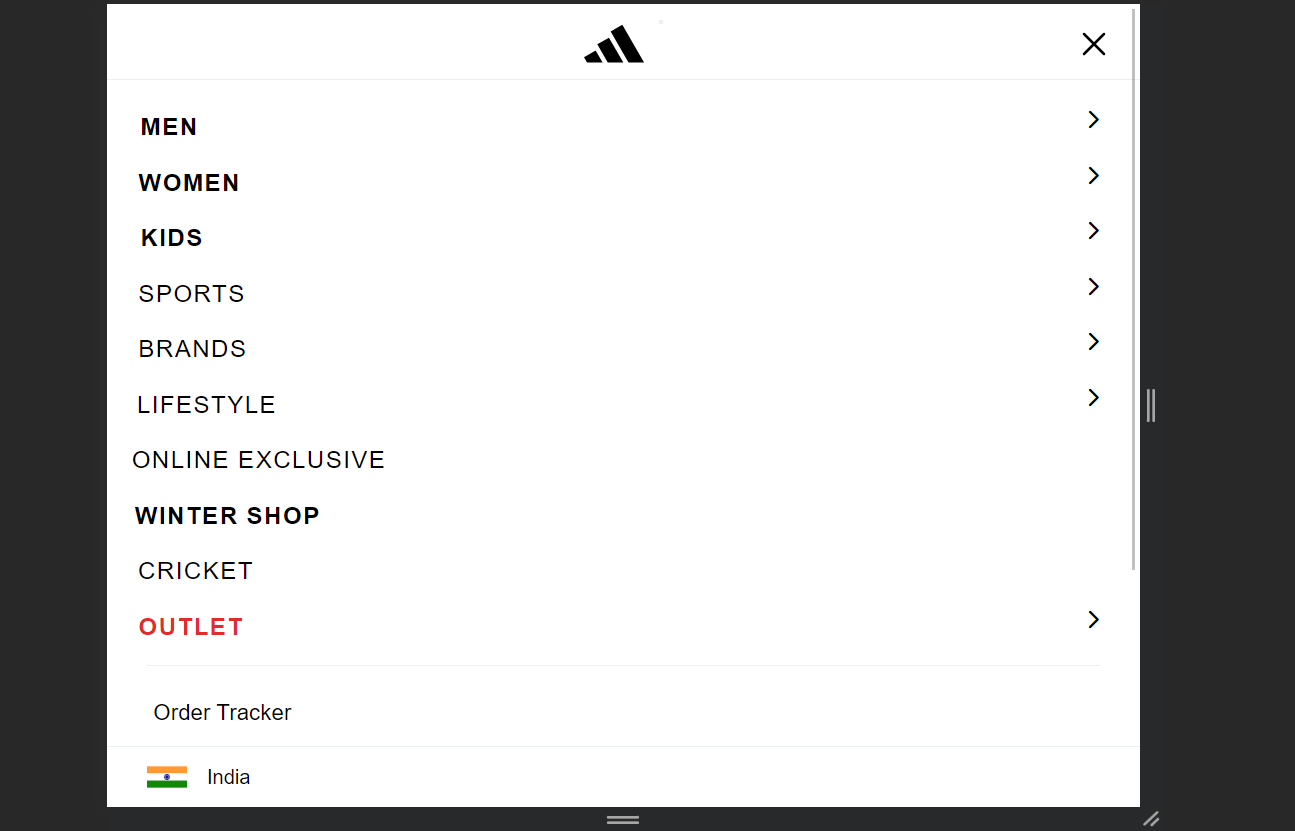 MEN
WOMEN
KIDS
SPORTS
BRANDS
LIFESTYLE
ONLINE EXCLUSIVE
WINTER SHOP
CRICKET
OUTLET
Order Tracker
India